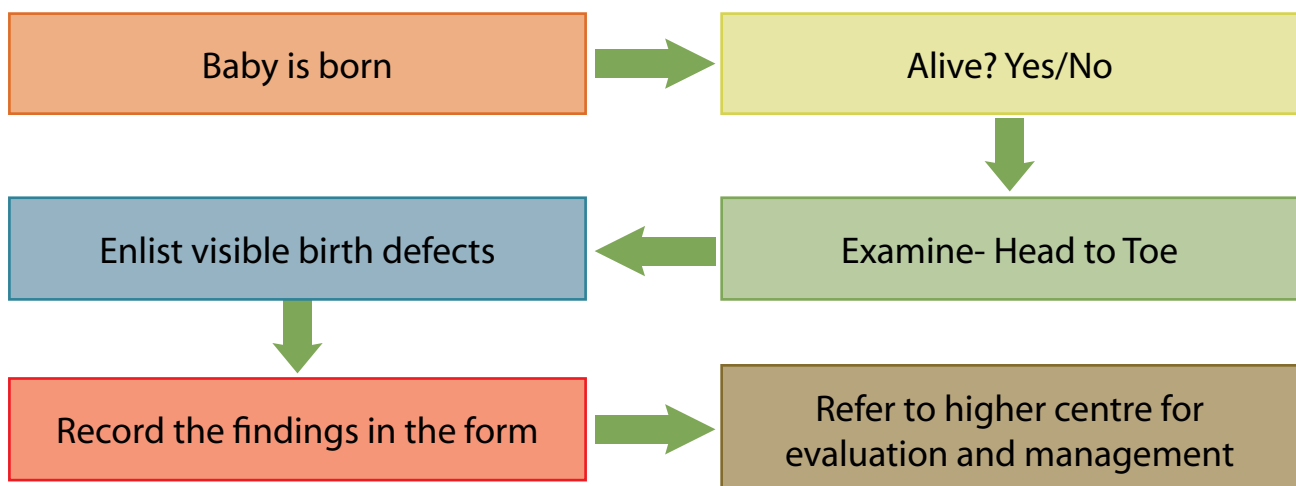 Baby is born
Alive? Yes/No
Examine- Head to Toe
Enlist visible birth defects
Record the findings in the form
Refer to higher centre for
evaluation and management